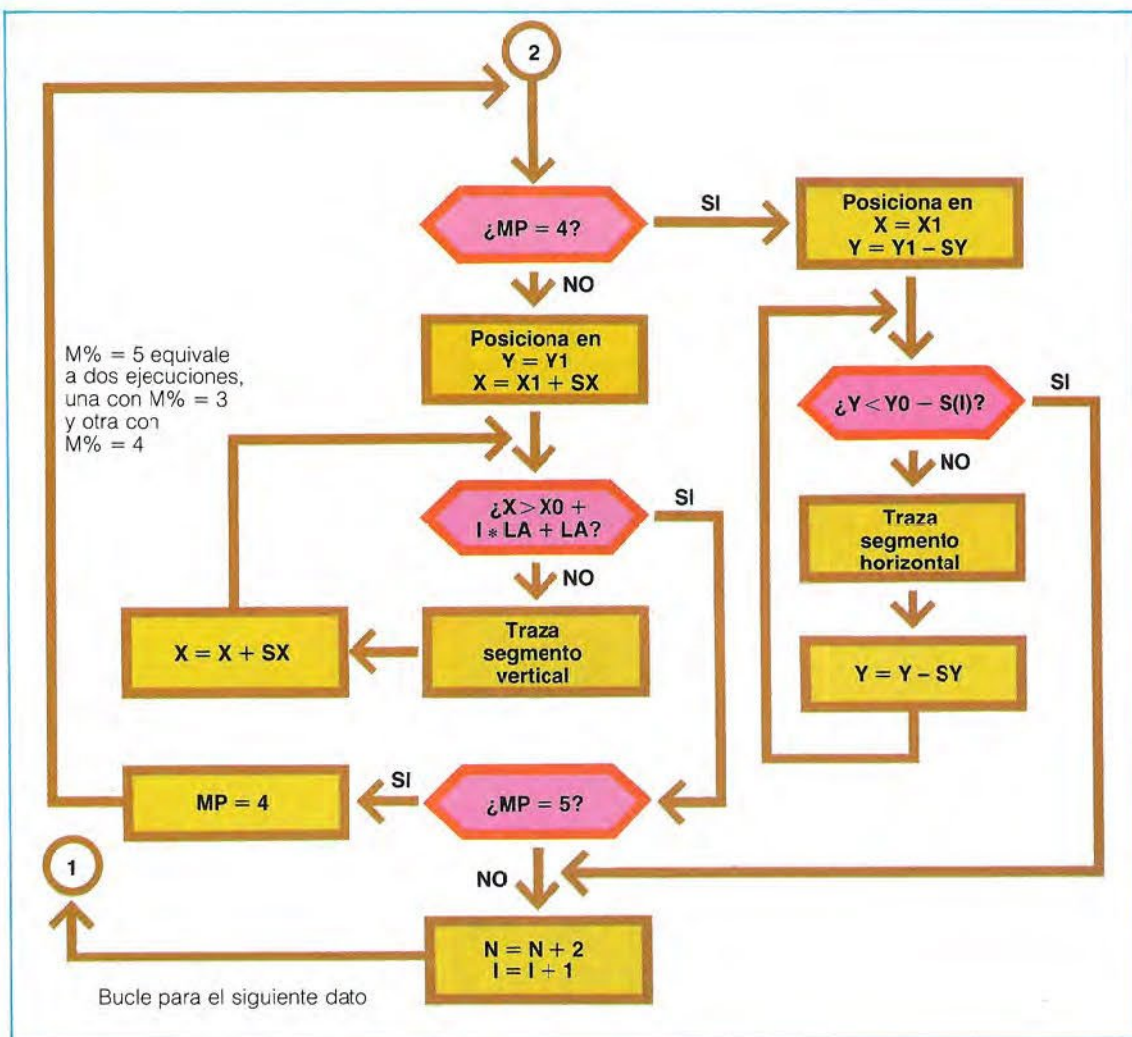 2
¿MP = 4?
SI
Posiciona en
X = X1
Y = Y1 – SY
NO
Posiciona en
Y = Y1
X = X1 + SX
M% = 5 equivale
a dos ejecuciones,
una con M% = 3
y otra con
M% = 4
¿Y < Y0 – S(I)?
SI
NO
¿X > X0 +
I * LA + LA?
SI
NO
Traza
segmento
horizontal
X = X + SX
Traza
segmento
vertical
Y = Y – SY
MP = 4
SI
¿MP = 5?
1
NO
N = N + 2
I = I + 1
Bucle para el siguiente dato